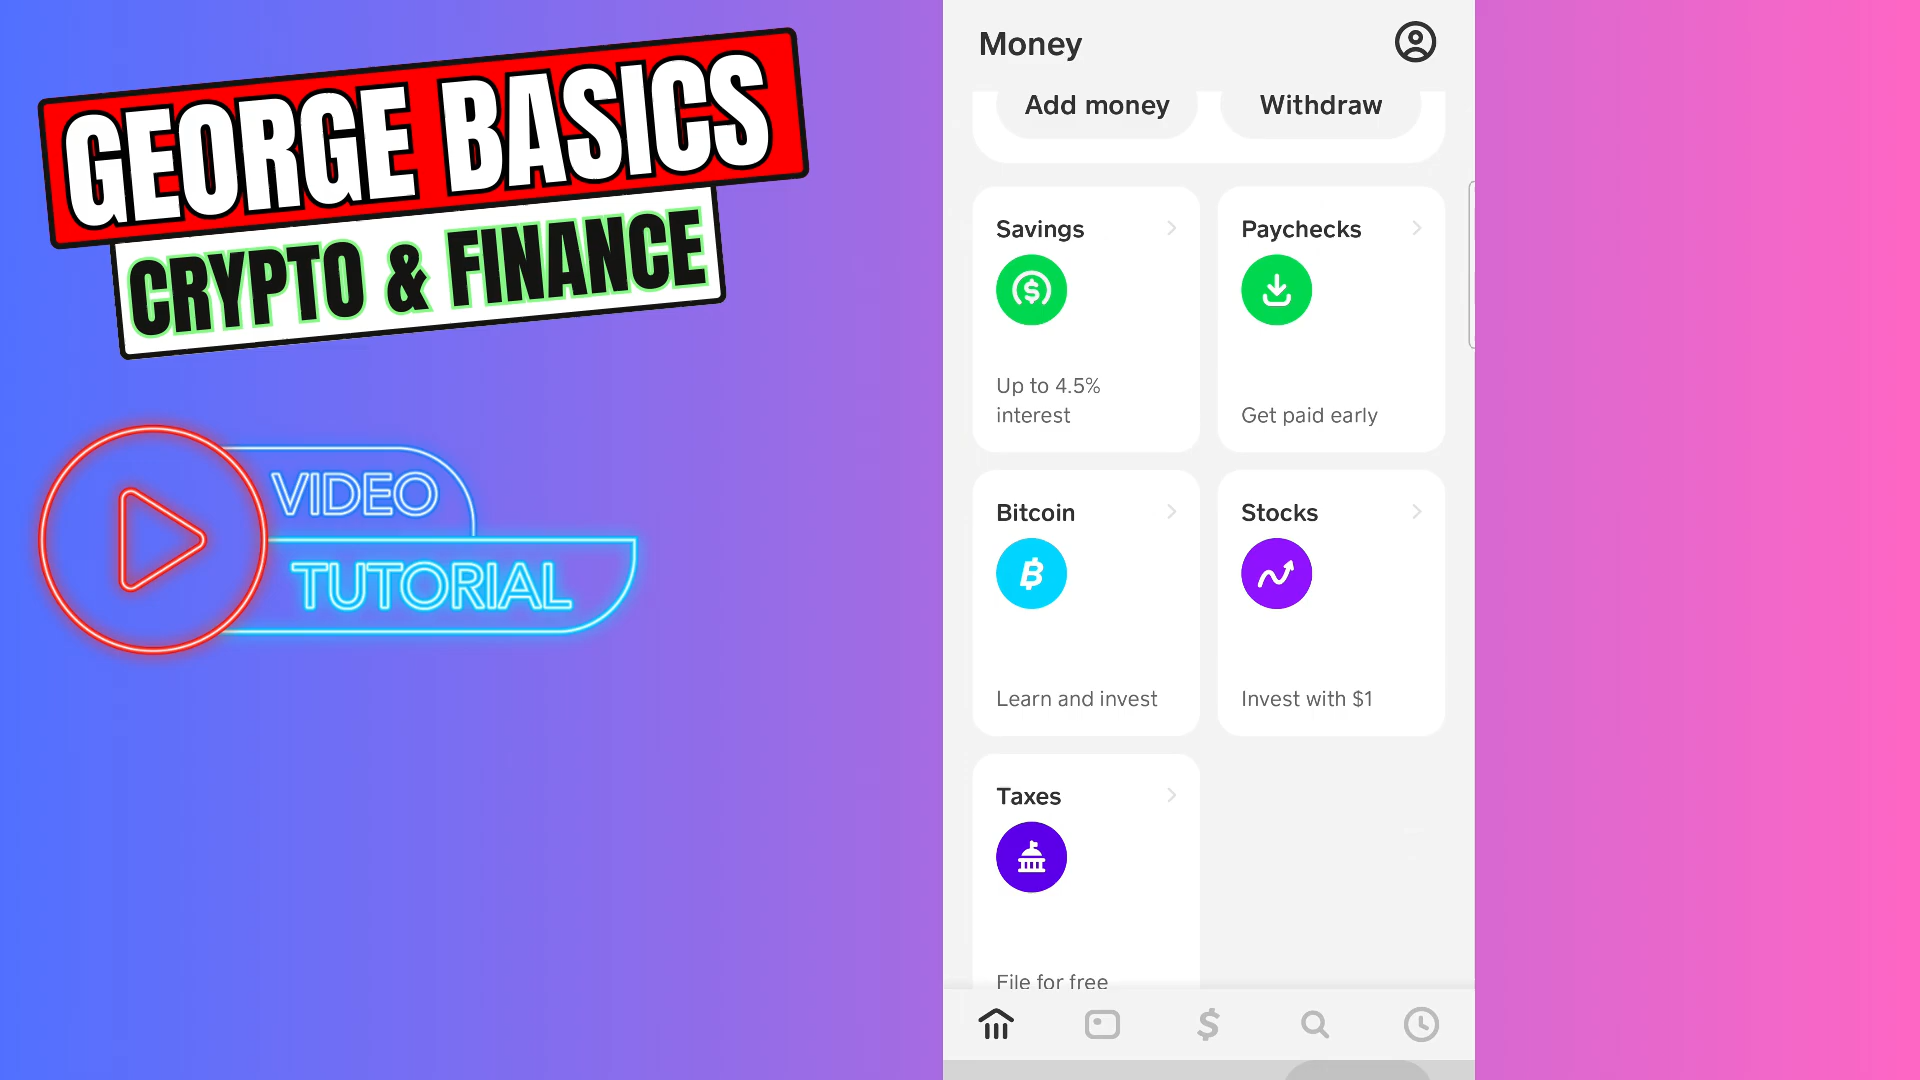 GEORGE BASICS
CRYPTO & FINANCE
VIDEO
TUTORIAL
Money
Add money
Withdraw
Savings
Up to 4.5%
interest
Paychecks
Get paid early
Bitcoin
Learn and invest
Stocks
Invest with $1
Taxes
File for free